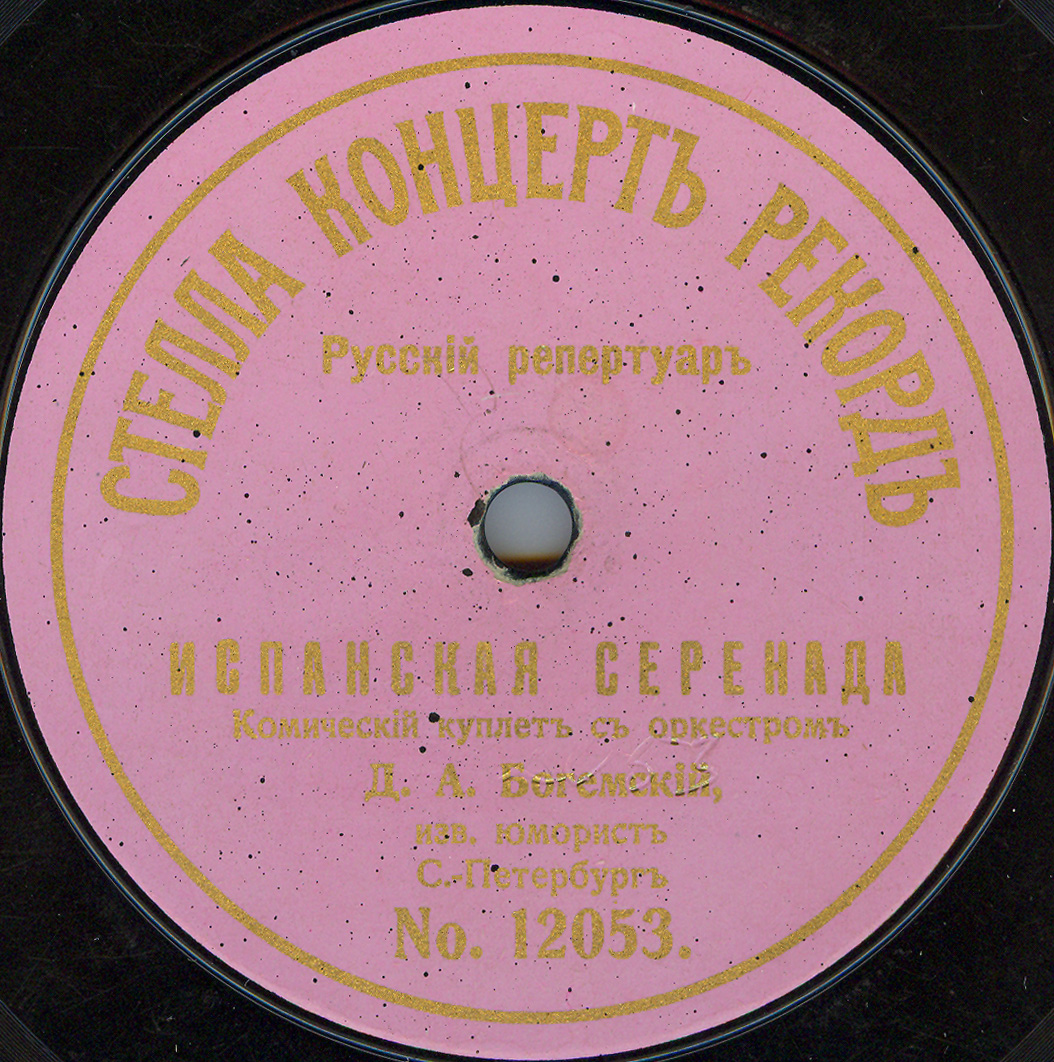 СТЕЛЛА КОНЦЕРТЪ РЕКОРДЪ
Русскій репертуаръ
ИСПАНСКАЯ СЕРЕНАДА
Комическій куплетъ съ оркестромъ
Д. А. Богемскій,
изв. юмористъ
С.-Петербургъ
No. 12053.